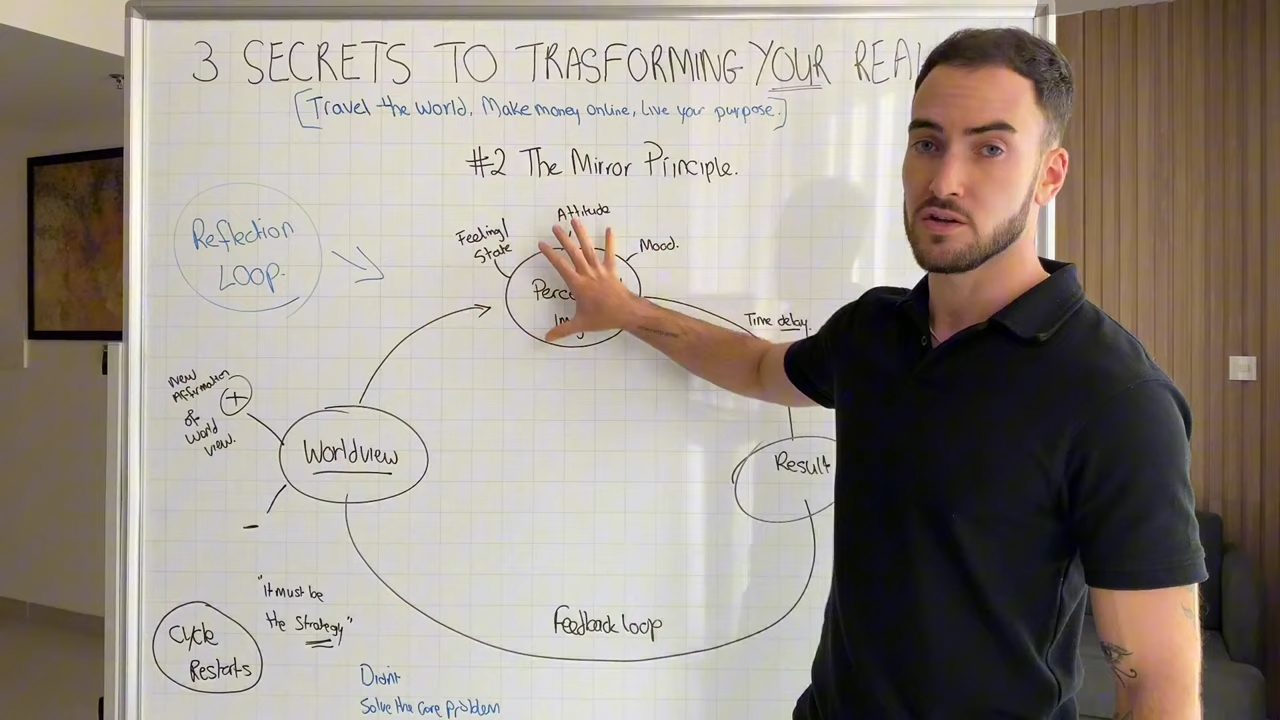 3 SECRETS TO TRASFORMING YOUR REAL
[Travel the world, Make money online, Live your purpose.]
#2 The Mirror Principle.
Reflection
LOOP.
Attitude
Feeling/
State
Mood.
Time delay.
New
Affirmation
of
World
view.
+
Worldview
-
Result
"It must be
the strategy"
Feedback loop
Cycle
Restarts
Didnt
Solve the core problem